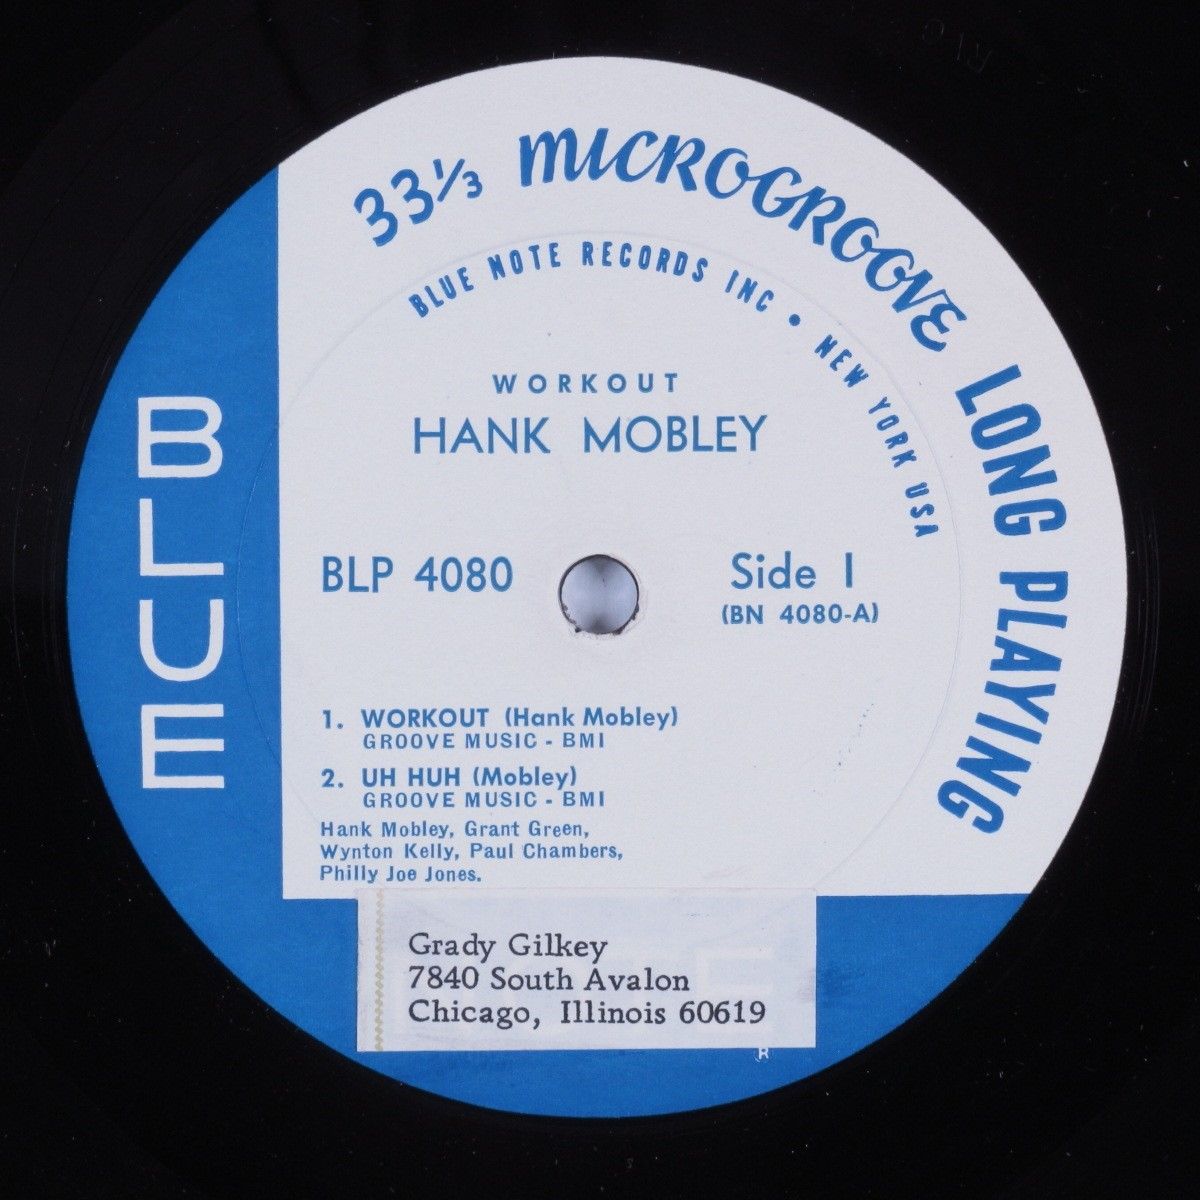 33⅓ MICROGROOVE LONG PLAYING
BLUE NOTE RECORDS INC • NEW YORK USA
WORKOUT
HANK MOBLEY
BLUE
BLP 4080
Side 1
(BN 4080-A)
1. WORKOUT (Hank Mobley)
GROOVE MUSIC - BMI
2. UH HUH (Mobley)
GROOVE MUSIC - BMI
Hank Mobley, Grant Green,
Wynton Kelly, Paul Chambers,
Philly Joe Jones.
Grady Gilkey
7840 South Avalon
Chicago, Illinois 60619
®